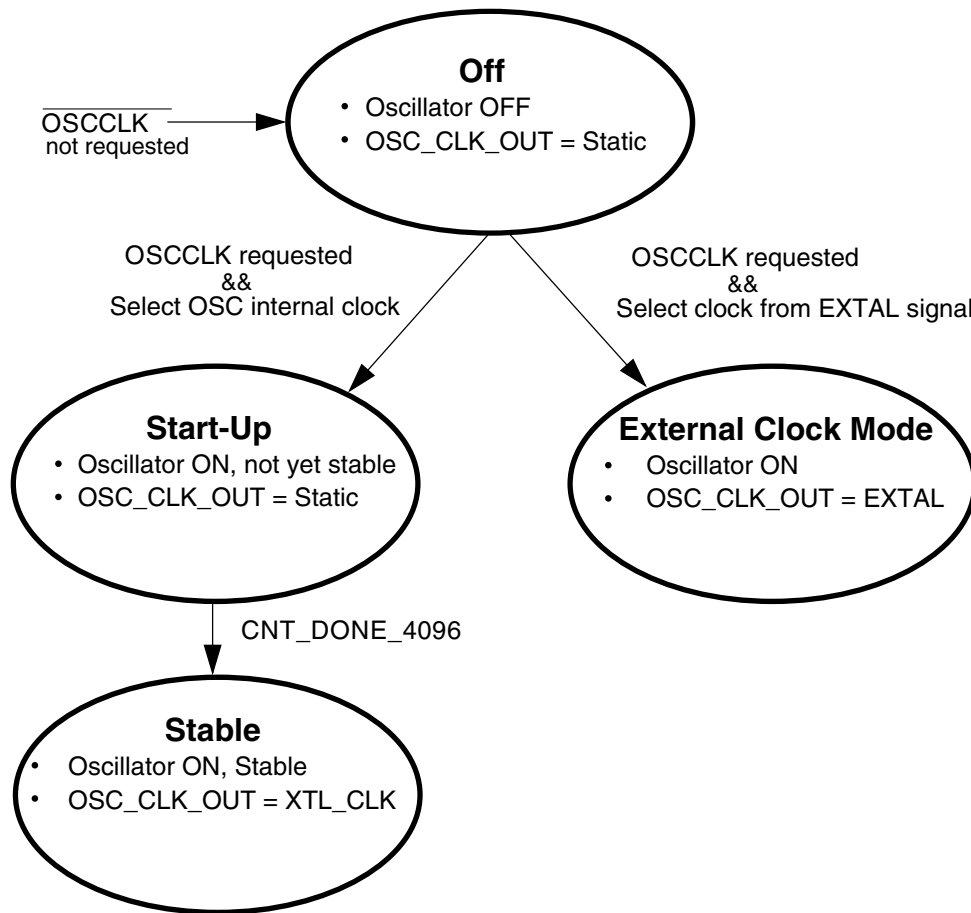 Off
• Oscillator OFF
• OSC_CLK_OUT = Static
OSCCLK
not requested
OSCCLK requested
&&
Select OSC internal clock
OSCCLK requested
&&
Select clock from EXTAL signal
Start-Up
• Oscillator ON, not yet stable
• OSC_CLK_OUT = Static
External Clock Mode
• Oscillator ON
• OSC_CLK_OUT = EXTAL
CNT_DONE_4096
Stable
• Oscillator ON, Stable
• OSC_CLK_OUT = XTL_CLK